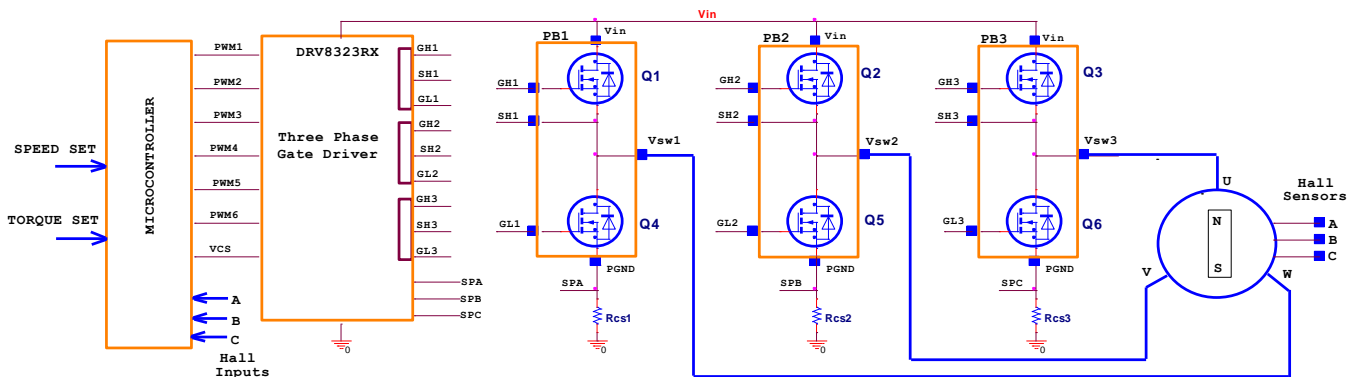 Vin
MICROCONTROLLER
SPEED SET
TORQUE SET
PWM1
PWM2
PWM3
PWM4
PWM5
PWM6
VCS
A
B
C
Hall
Inputs
DRV8323RX
Three Phase
Gate Driver
GH1
SH1
GL1
GH2
SH2
GL2
GH3
SH3
GL3
SPA
SPB
SPC
0
PB1
Vin
Q1
GH1
SH1
Vsw1
GL1
Q4
PGND
SPA
Rcs1
0
PB2
Vin
Q2
GH2
SH2
Vsw2
GL2
Q5
PGND
SPB
Rcs2
0
PB3
Vin
Q3
GH3
SH3
Vsw3
GL3
Q6
PGND
SPC
Rcs3
0
U
N
S
V
W
Hall
Sensors
A
B
C